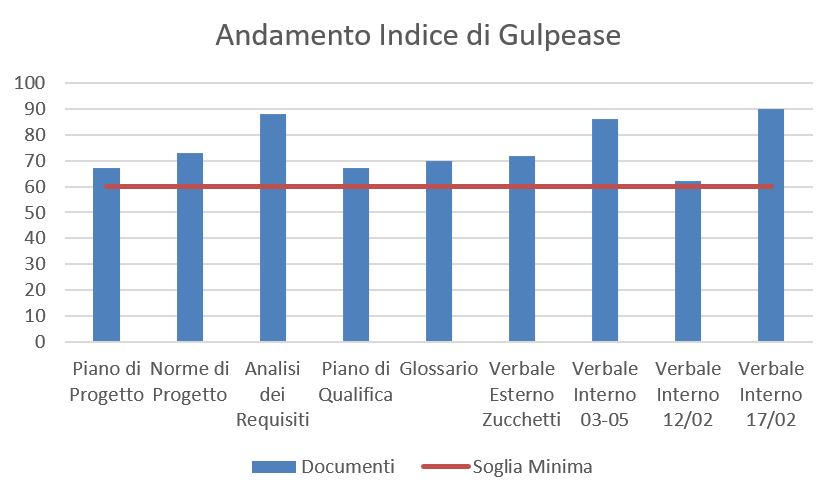 Andamento Indice di Gulpease
100
90
80
70
60
50
40
30
20
10
0
Piano di
Progetto
Norme di
Progetto
Analisi
dei
Requisiti
Piano di
Qualifica
Glossario
Verbale
Esterno
Zucchetti
Verbale
Interno
03-05
Verbale
Interno
12/02
Verbale
Interno
17/02
Documenti
Soglia Minima